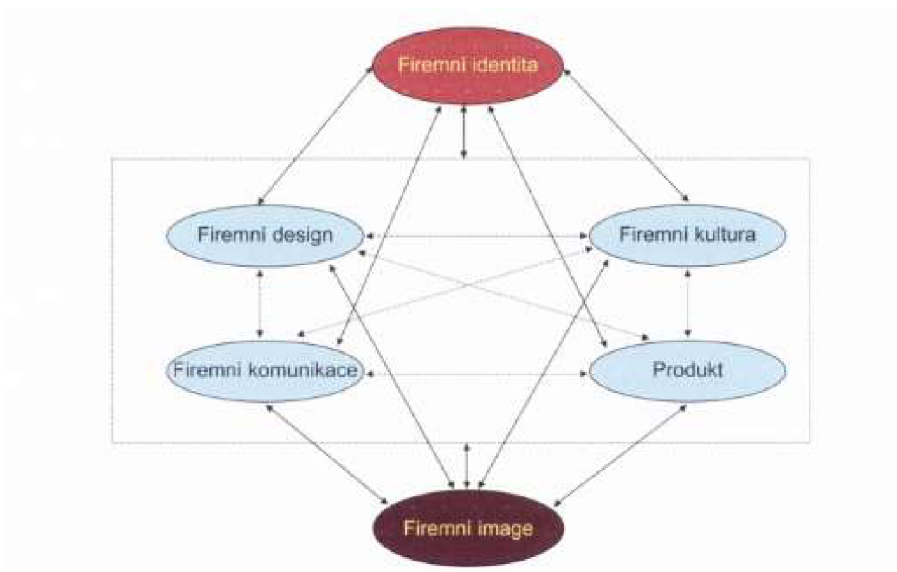 Firemní identita
Firemní design
Firemní kultura
Firemní komunikace
Produkt
Firemní image